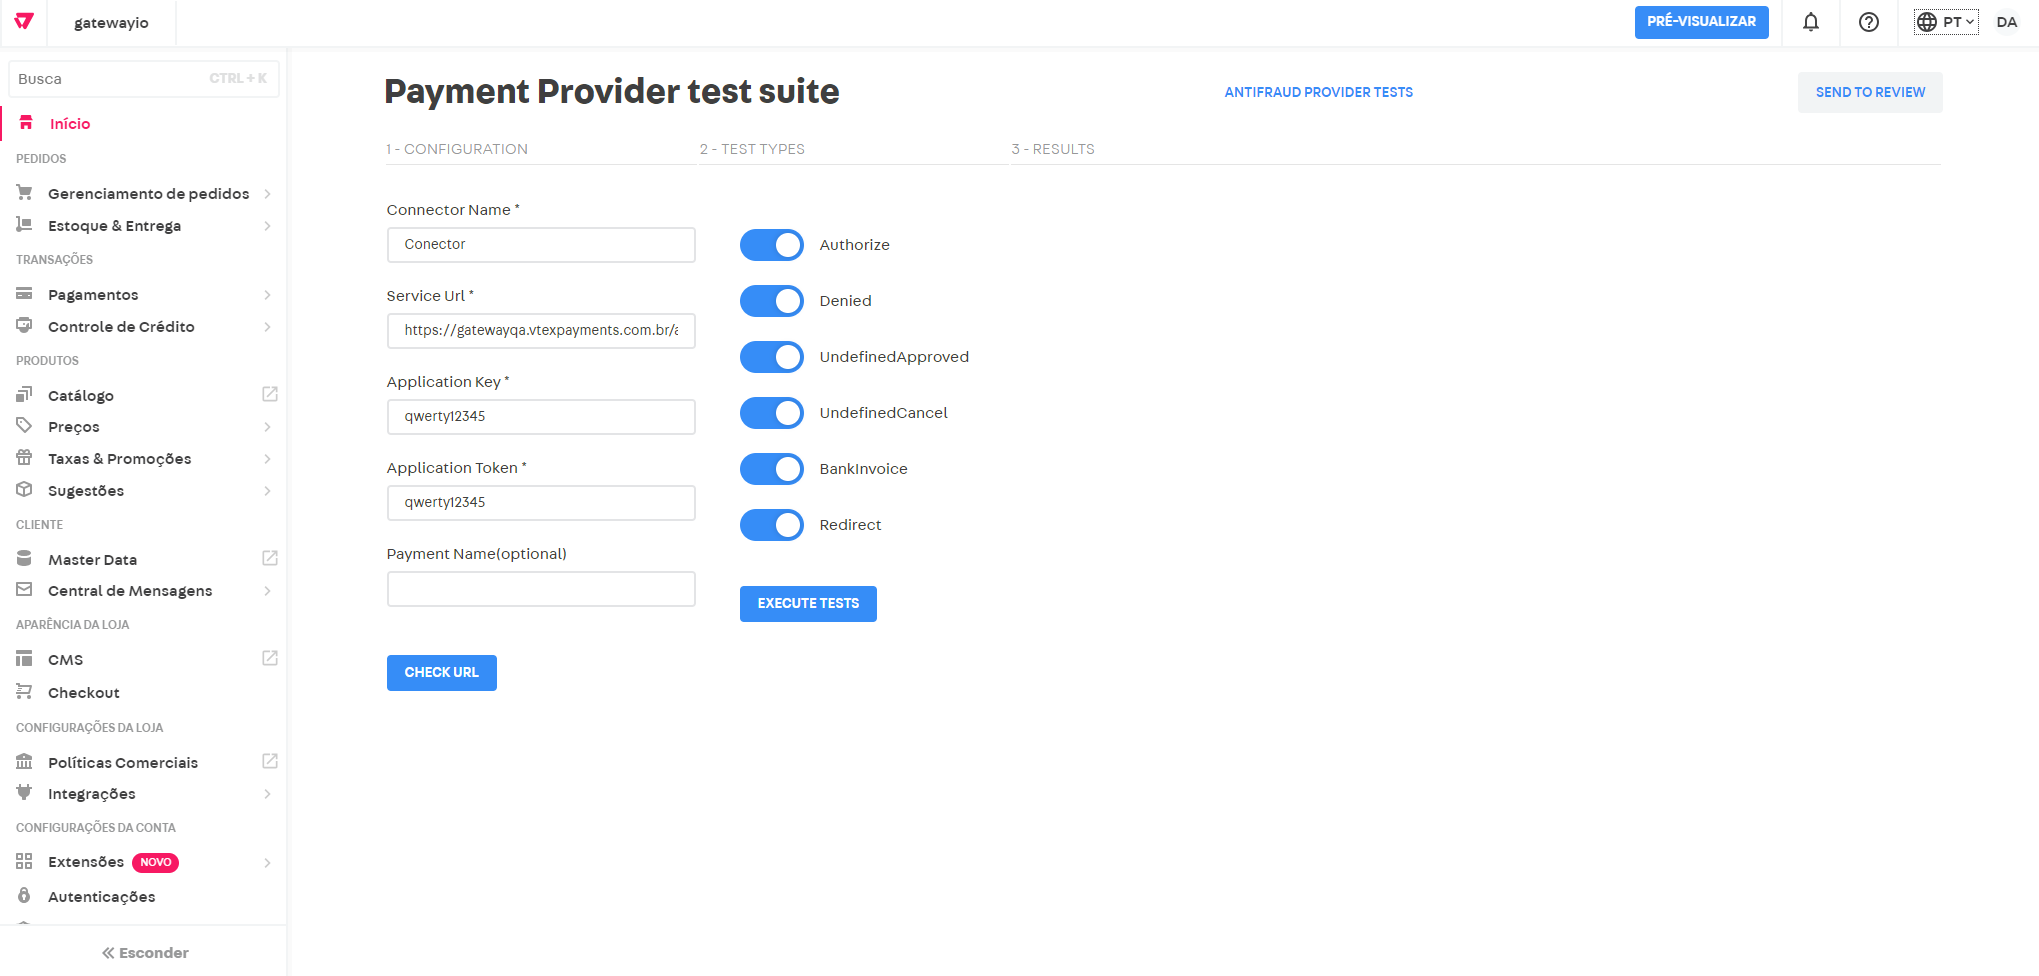 gatewayio
PRÉ-VISUALIZAR
PT
DA
Busca
CTRL + K
Início
PEDIDOS
Gerenciamento de pedidos
Estoque & Entrega
TRANSAÇÕES
Pagamentos
Controle de Crédito
PRODUTOS
Catálogo
Preços
Taxas & Promoções
Sugestões
CLIENTE
Master Data
Central de Mensagens
APARÊNCIA DA LOJA
CMS
Checkout
CONFIGURAÇÕES DA LOJA
Políticas Comerciais
Integrações
CONFIGURAÇÕES DA CONTA
Extensões NOVO
Autenticações
Esconder
Payment Provider test suite
ANTIFRAUD PROVIDER TESTS
SEND TO REVIEW
1 - CONFIGURATION
2 - TEST TYPES
3 - RESULTS
Connector Name *
Conector
Service Url *
https://gatewayqa.vtexpayments.com.br/a
Application Key *
qwerty12345
Application Token *
qwerty12345
Payment Name(optional)
CHECK URL
Authorize
Denied
UndefinedApproved
UndefinedCancel
BankInvoice
Redirect
EXECUTE TESTS